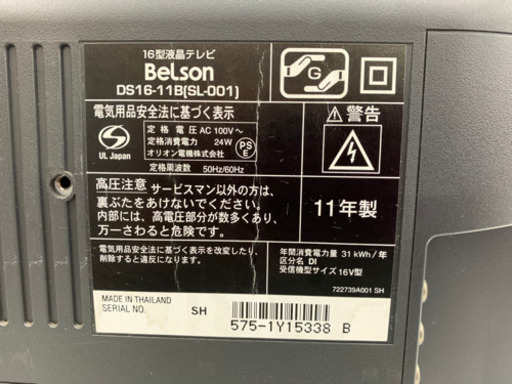 16型液晶テレビ
BeLson
DS16-11B(SL-001)
G
電気用品安全法に基づく表示
UL Japan
定格電圧 AC 100V～
定格消費電力 24W
オリオン電機株式会社
PS
E
定格周波数 50Hz/60Hz
警告
高圧注意 サービスマン以外の方は、
裏ぶたをあけないでください。
内部には、高電圧部分が数多くあり、
万一さわると危険です。
11年製
電気用品安全法に基づく表示を改変したり、
削除すると違反になります。
年間消費電力量 31 kWh/年
区分名 DI
受信機型サイズ 16V型
722739A001 SH
MADE IN THAILAND
SERIAL NO. SH
575-1Y15338 B